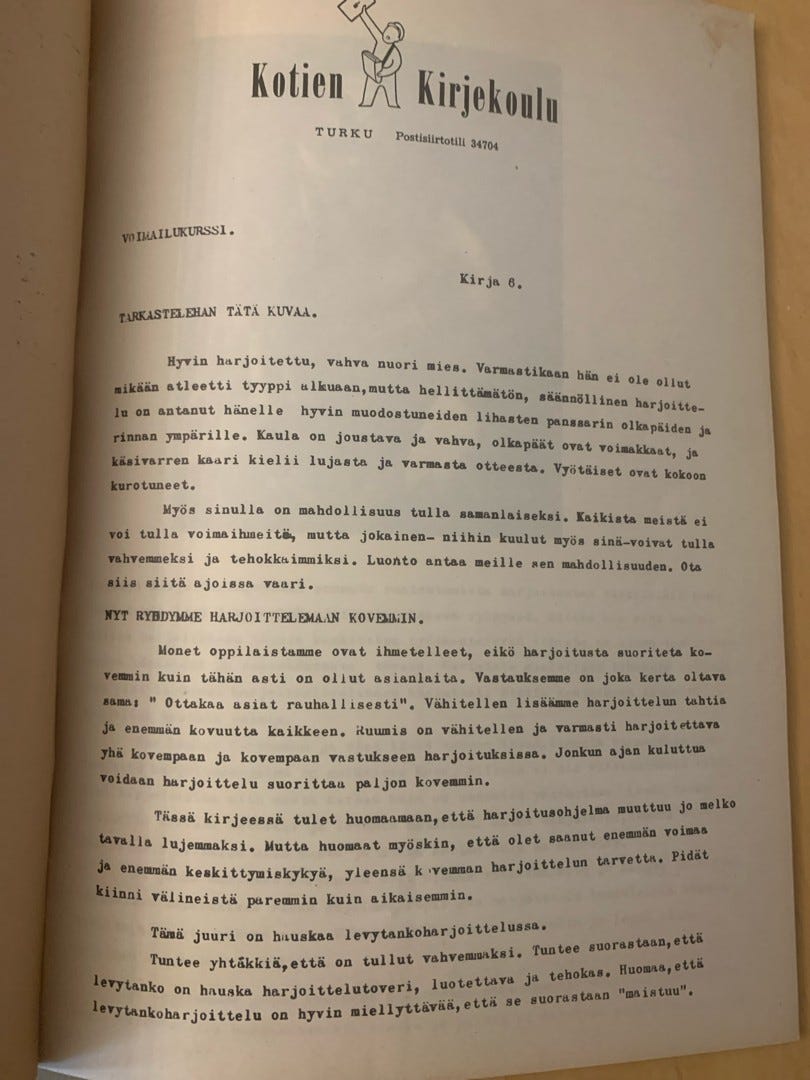 Kotien Kirjekoulu
TURKU Postisiirtotili 34704
VOIMAILUKURSSI.
Kirja 6.
TARKASTELEHAN TÄTÄ KUVAA.
Hyvin harjoitettu, vahva nuori mies. Varmastikaan hän ei ole ollut
mikään atleetti tyyppi alkuaan,mutta hellittämätön, säännöllinen harjoitte-
lu on antanut hänelle hyvin muodostuneiden lihasten panssarin olkapäiden ja
rinnan ympärille. Kaula on joustava ja vahva, olkapäät ovat voimakkaat, ja
käsivarren kaari kielii lujasta ja varmasta otteesta. Vyötäiset ovat kokoon
kurotuneet.
Myös sinulla on mahdollisuus tulla samanlaiseksi. Kaikista meistä ei
voi tulla voimaihmeitä, mutta jokainen- niihin kuulut myös sinä-voivat tulla
vahvemmeksi ja tehokkaimmiksi. Luonto antaa meille sen mahdollisuuden. Ota
siis siitä ajoissa vaari.
NYT RYHDYMME HARJOITTELEMAAN KOVEMMIN.
Monet oppilaistamme ovat ihmetelleet, eikö harjoitusta suoriteta ko-
vemmin kuin tähän asti on ollut asianlaita. Vastauksemme on joka kerta oltava
sama: " Ottakaa asiat rauhallisesti". Vähitellen lisäämme harjoittelun tahtia
ja enemmän kovuutta kaikkeen. Ruumis on vähitellen ja varmasti harjoitettava
yhä kovempaan ja kovempaan vastukseen harjoituksissa. Jonkun ajan kuluttua
voidaan harjoittelu suorittaa paljon kovemmin.
Tässä kirjeessä tulet huomaamaan,että harjoitusohjelma muuttuu jo melko
tavalla lujemmaksi. Mutta huomaat myöskin, että olet saanut enemmän voimaa
ja enemmän keskittymiskykyä, yleensä kovemman harjoittelun tarvetta. Pidät
kiinni välineistä paremmin kuin aikaisemmin.
Tämä juuri on hauskaa levytankoharjoittelussa.
Tuntee yhtäkkiä,että on tullut vahvemmaksi. Tuntee suorastaan,että
levytanko on hauska harjoittelutoveri, luotettava ja tehokas. Huomaa,että
levytankoharjoittelu on hyvin miellyttävää,että se suorastaan "maistuu".